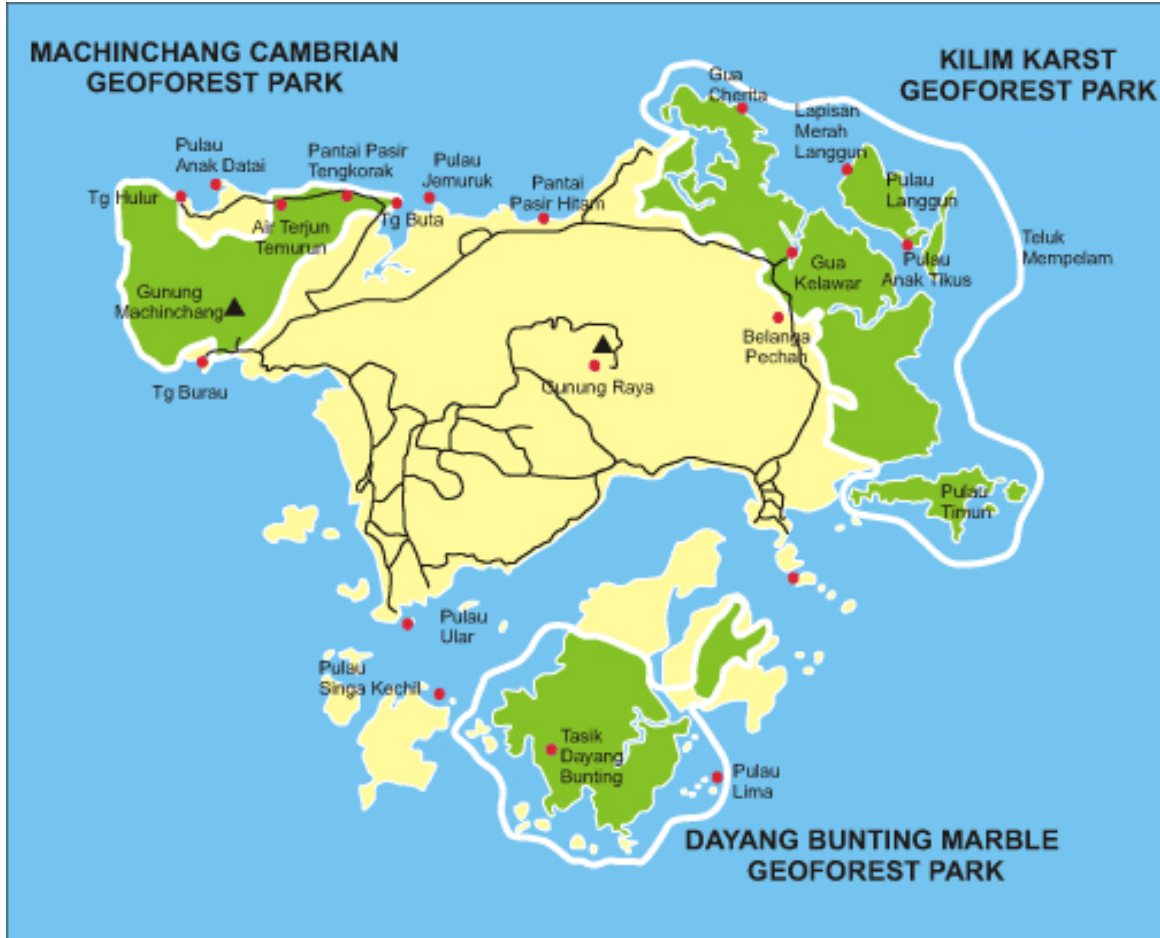 MACHINCHANG CAMBRIAN
GEOFOREST PARK
KILIM KARST
GEOFOREST PARK
Gua
Cherita
Lapisan
Merah
Langgun
Pulau
Anak Datai
Pantai Pasir
Tengkorak
Pulau
Jemuruk
Pantai
Pasir Hitam
Pulau
Langgun
Tg Hulur
Tg Buta
Air Terjun
Temurun
Teluk
Mempelam
Pulau
Anak Tikus
Gua
Kelawar
Gunung
Machinchang
Belanga
Pechah
Tg Burau
Gunung Raya
Pulau
Timun
Pulau
Ular
Pulau
Singa Kechil
Tasik
Dayang
Bunting
Pulau
Lima
DAYANG BUNTING MARBLE
GEOFOREST PARK